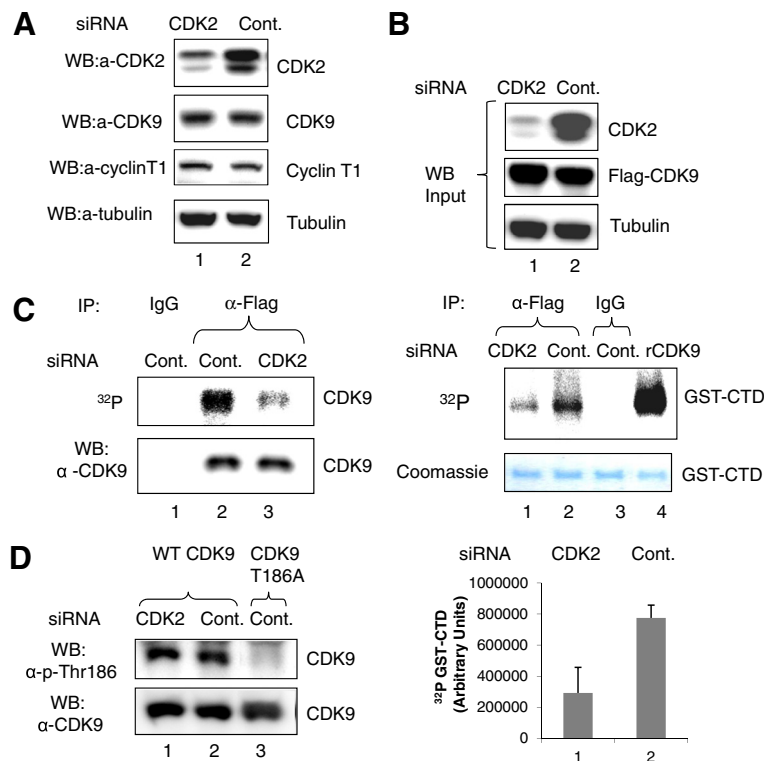 A
siRNA CDK2 Cont.
WB:a-CDK2 CDK2
WB:a-CDK9 CDK9
WB:a-cyclinT1 Cyclin T1
WB:a-tubulin Tubulin
1 2
B
siRNA CDK2 Cont.
WB
Input
CDK2
Flag-CDK9
Tubulin
1 2
C
IP: IgG α-Flag
siRNA Cont. Cont. CDK2
32P CDK9
WB:
α -CDK9 CDK9
1 2 3
IP: α-Flag IgG
siRNA CDK2 Cont. Cont. rCDK9
32P GST-CTD
Coomassie GST-CTD
1 2 3 4
D
WT CDK9 CDK9
T186A
siRNA CDK2 Cont. Cont.
WB:
α-p-Thr186 CDK9
WB:
α-CDK9 CDK9
1 2 3
siRNA CDK2 Cont.
32P GST-CTD
(Arbitrary Units)
1000000
800000
600000
400000
200000
0
1 2